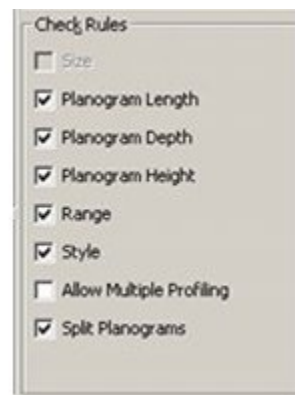 Check Rules
Size
Planogram Length
Planogram Depth
Planogram Height
Range
Style
Allow Multiple Profiling
Split Planograms